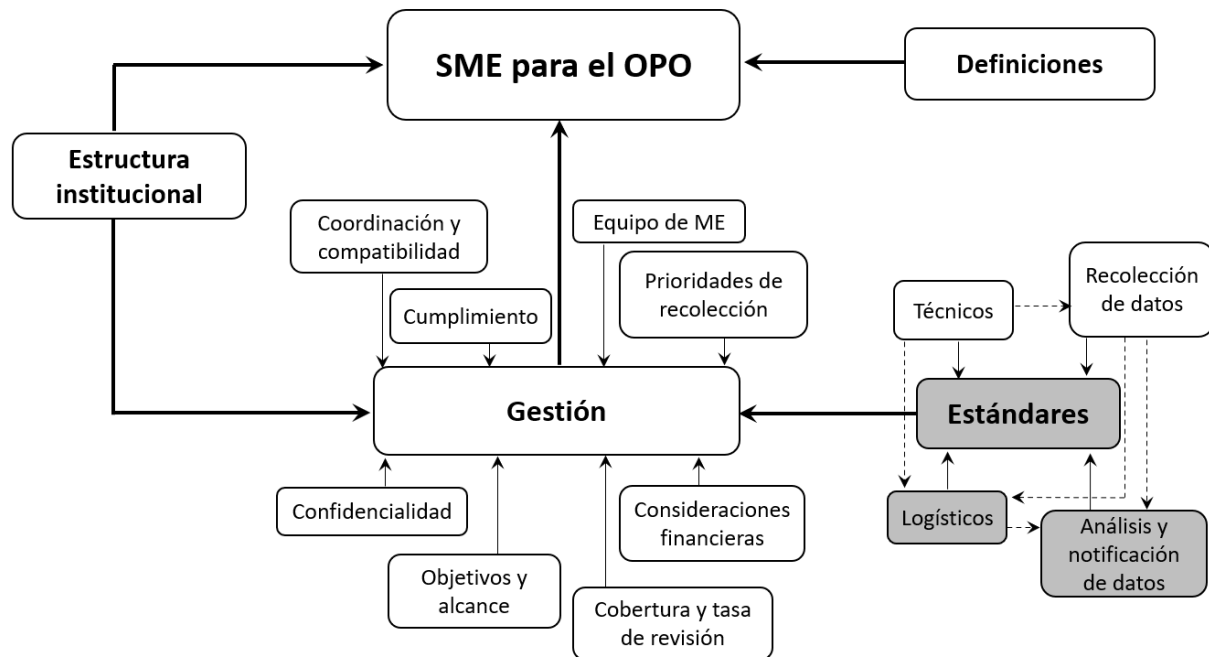 SME para el OPO
Definiciones
Estructura
institucional
Coordinación y
compatibilidad
Equipo de ME
Cumplimiento
Prioridades de
recolección
Técnicos
Recolección
de datos
Gestión
Estándares
Confidencialidad
Objetivos y
alcance
Cobertura y tasa
de revisión
Consideraciones
financieras
Logísticos
Análisis y
notificación
de datos